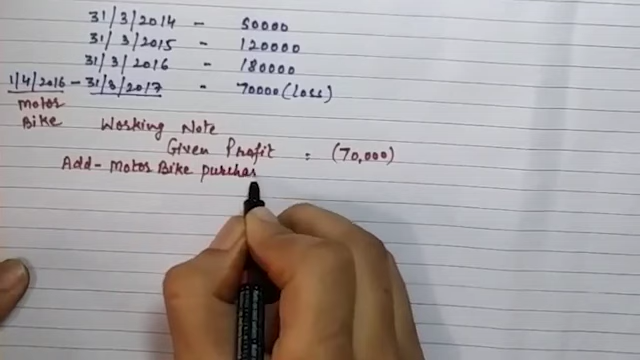 31/3/2014 - 50000
31/3/2015 - 120000
31/3/2016 - 180000
1/4/2016 - 31/3/2017 - 70000 (loss)
Motor
Bike
Working Note
Given Profit : (70,000)
Add- Motor Bike purchas